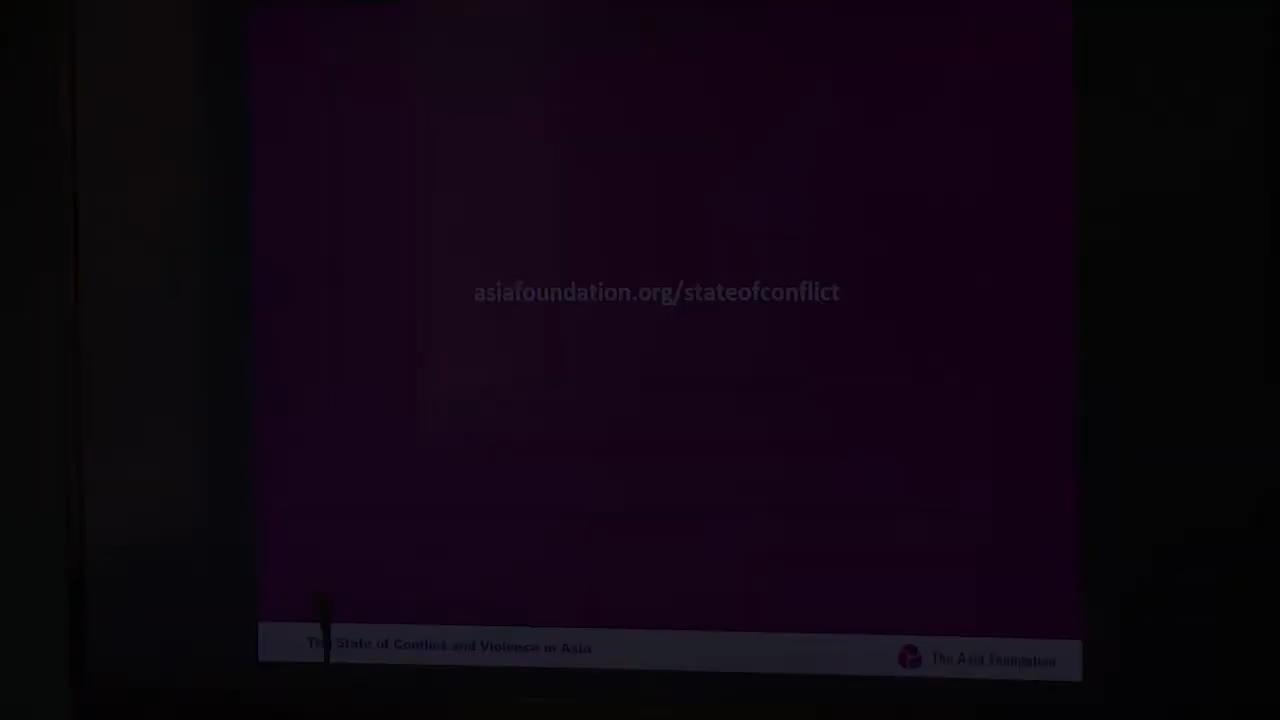 asiafoundation.org/stateofconflict
The State of Conflict and Violence in Asia
The Asia Foundation